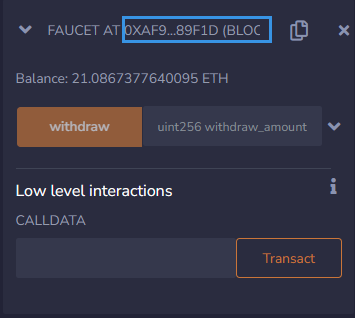 FAUCET AT 0XAF9...89F1D (BLOC
Balance: 21.0867377640095 ETH
withdraw uint256 withdraw_amount
Low level interactions
CALLDATA
Transact